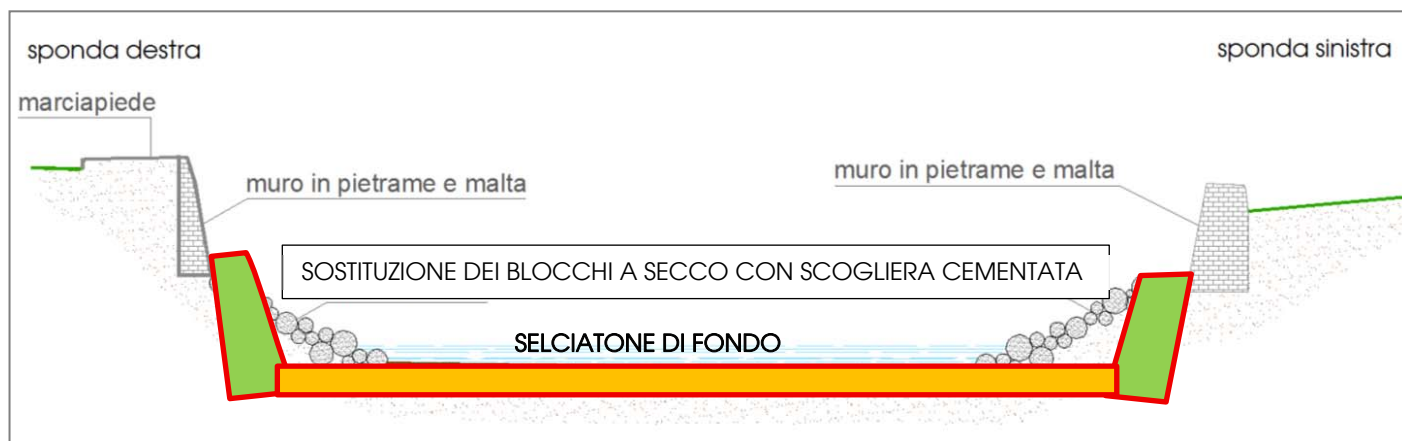 sponda destra
sponda sinistra
marciapiede
muro in pietrame e malta
muro in pietrame e malta
SOSTITUZIONE DEI BLOCCHI A SECCO CON SCOGLIERA CEMENTATA
SELCIATONE DI FONDO